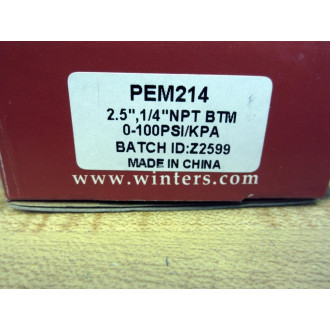 PEM214
2.5",1/4"NPT BTM
0-100PSI/KPA
BATCH ID:Z2599
MADE IN CHINA
www.winters.com